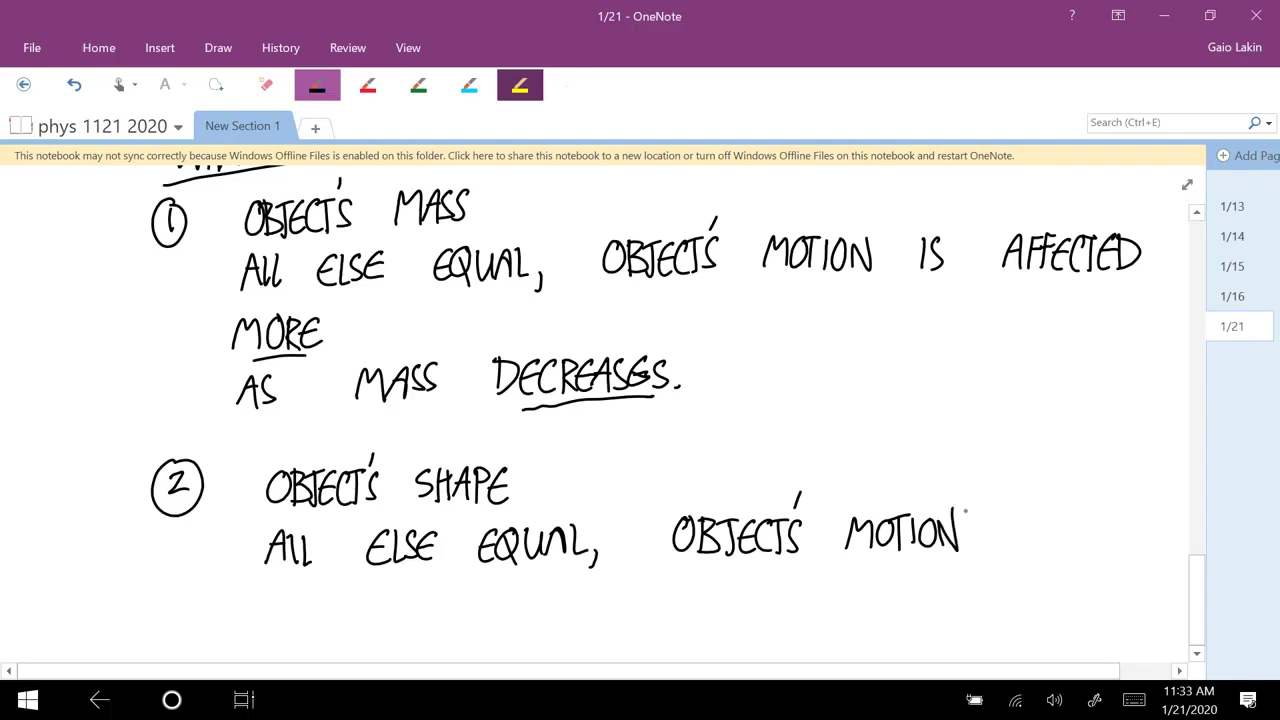 1/21 - OneNote
?
File Home Insert Draw History Review View Gaio Lakin
A
phys 1121 2020 New Section 1 + Search (Ctrl+E)
This notebook may not sync correctly because Windows Offline Files is enabled on this folder. Click here to share this notebook to a new location or turn off Windows Offline Files on this notebook and restart OneNote.
Add Pag
1/13
1/14
1/15
1/16
1/21
1 OBJECT'S MASS
All ELSE EQUAL, OBJECT'S MOTION IS AFFECTED
MORE
AS MASS DECREASES.
2 OBJECT'S SHAPE
All ELSE EQUAL, OBJECT'S MOTION
11:33 AM
1/21/2020